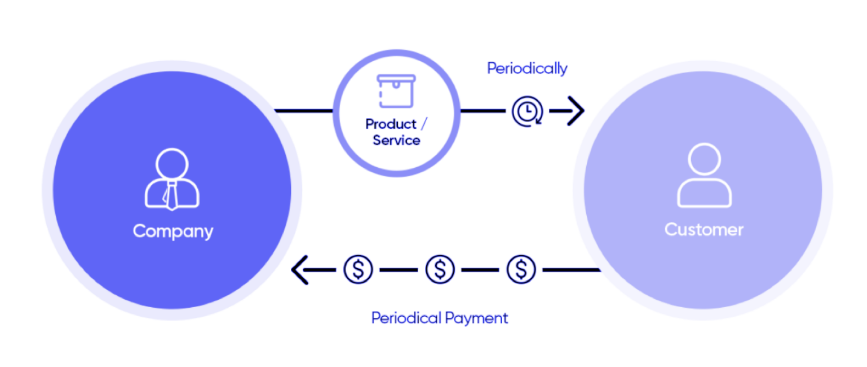 Periodically
Product /
Service
Company
Customer
$ $ $
Periodical Payment